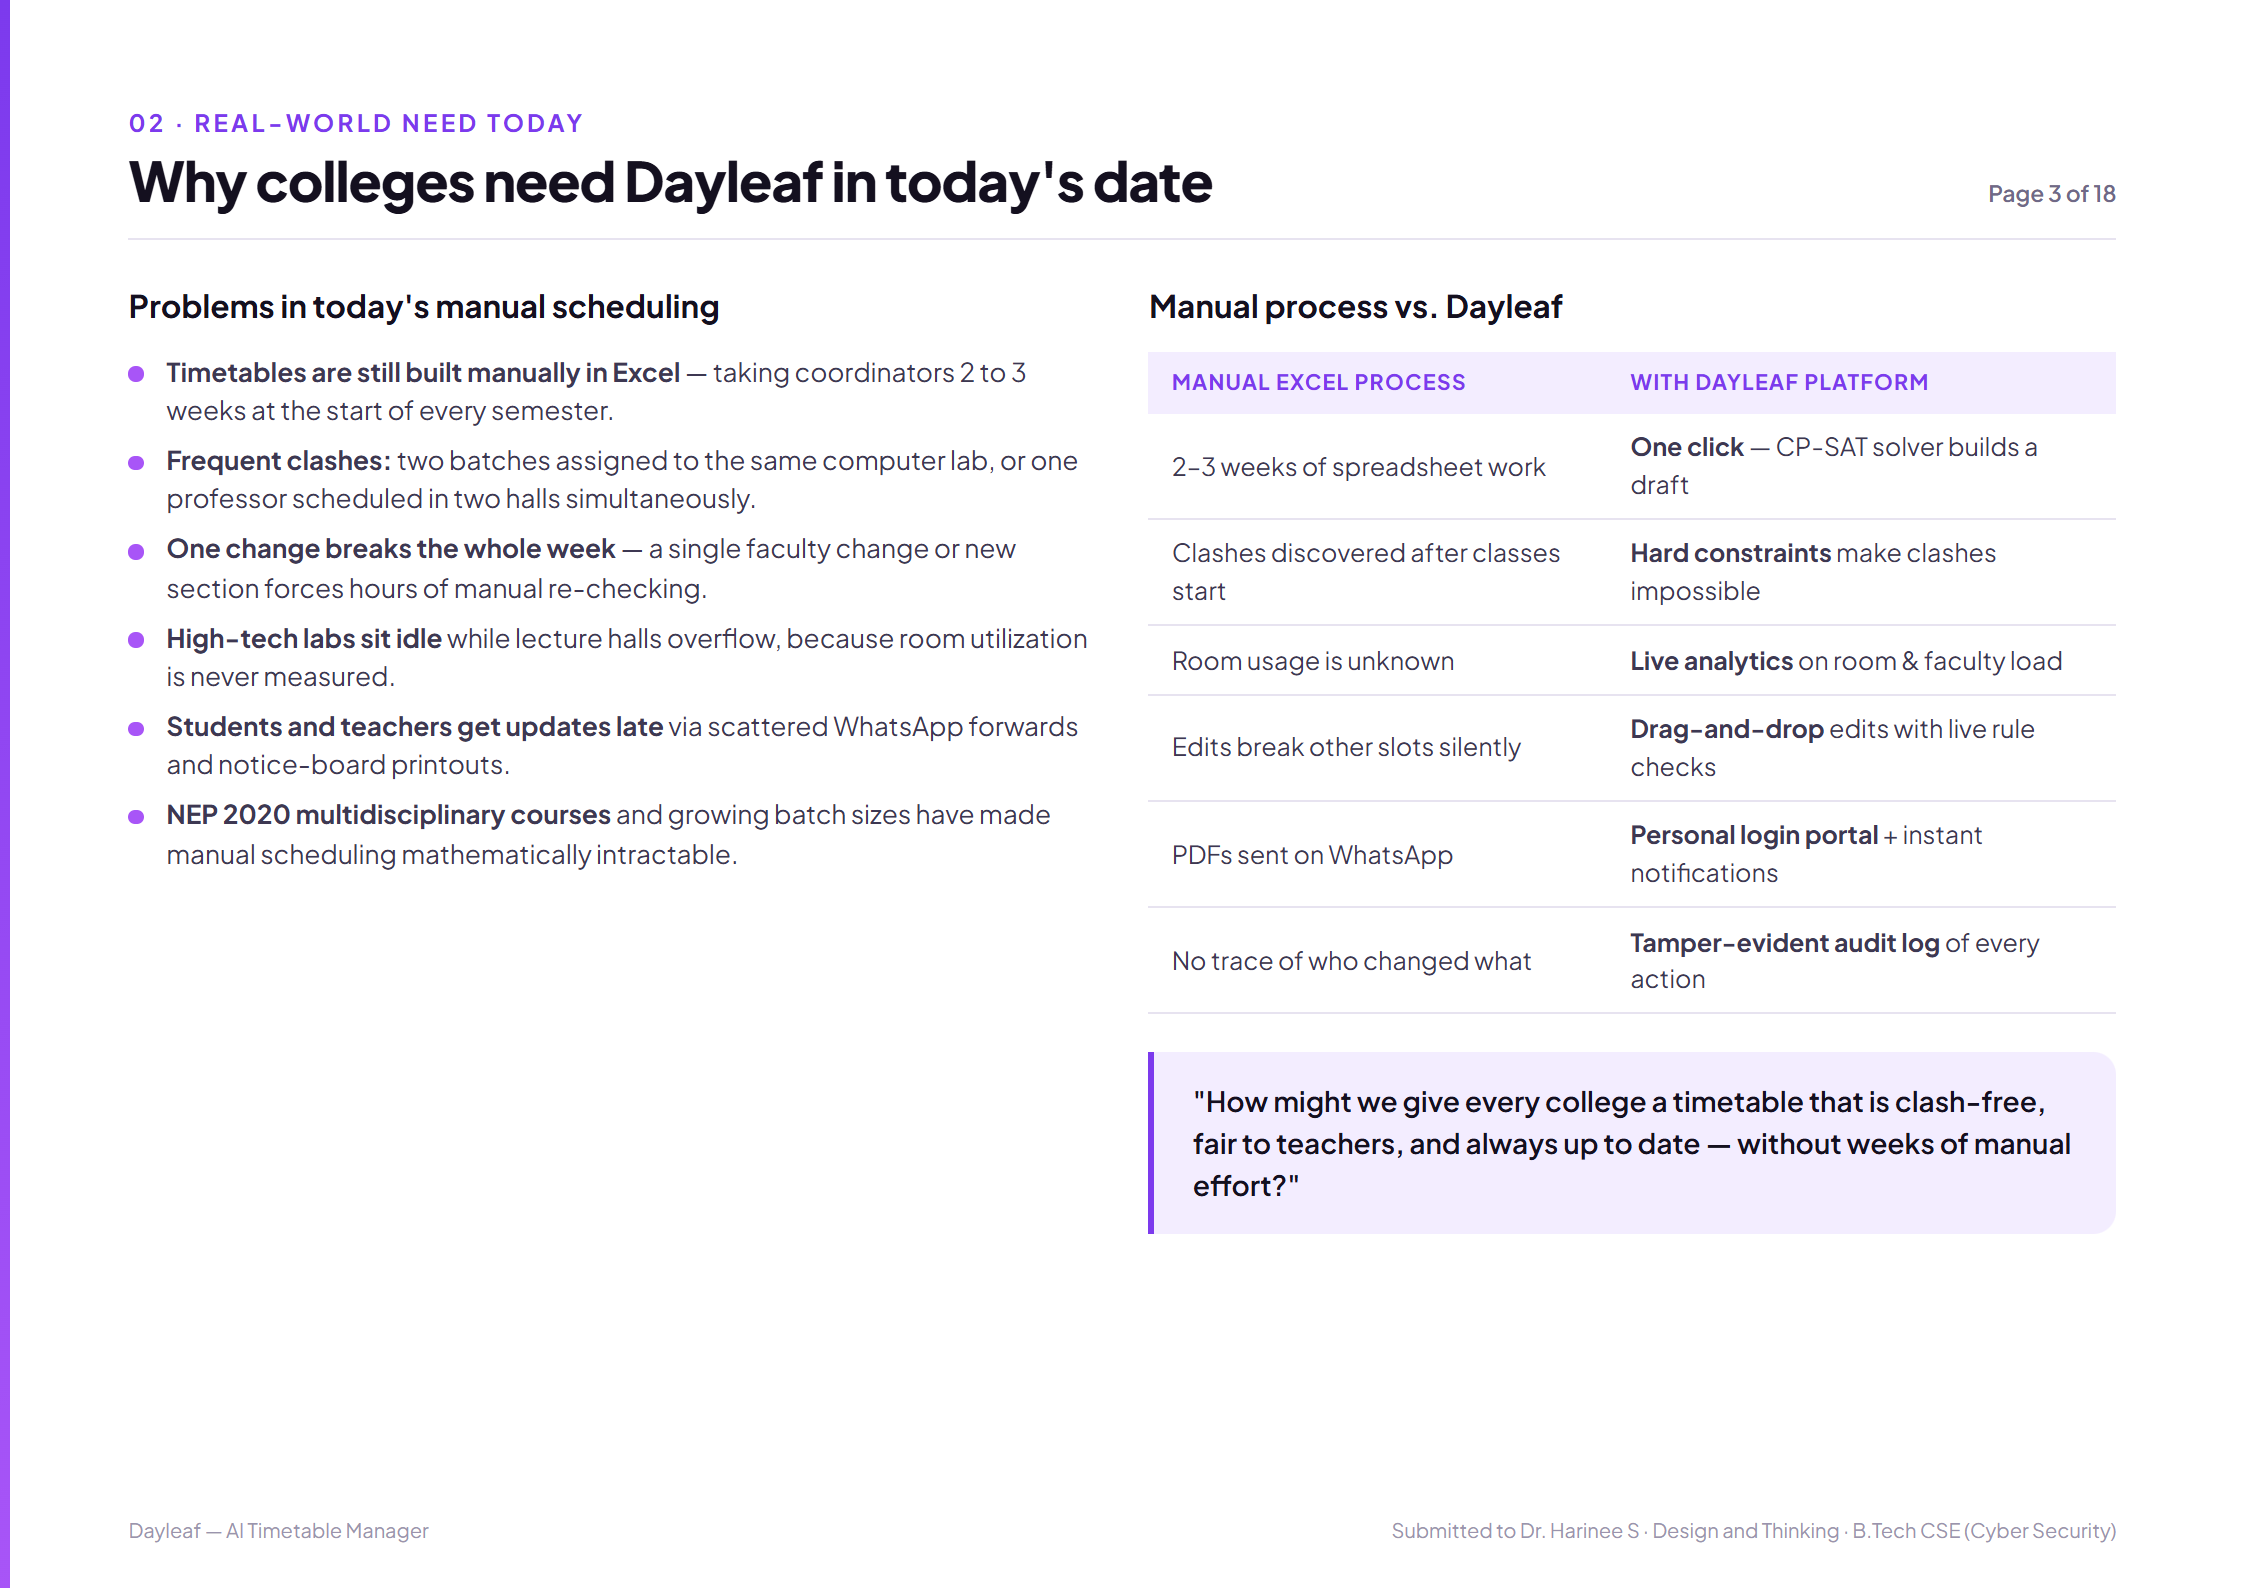 02 · REAL-WORLD NEED TODAY
Why colleges need Dayleaf in today's date
Page 3 of 18
Problems in today's manual scheduling
Timetables are still built manually in Excel — taking coordinators 2 to 3
weeks at the start of every semester.
Frequent clashes: two batches assigned to the same computer lab, or one
professor scheduled in two halls simultaneously.
One change breaks the whole week — a single faculty change or new
section forces hours of manual re-checking.
High-tech labs sit idle while lecture halls overflow, because room utilization
is never measured.
Students and teachers get updates late via scattered WhatsApp forwards
and notice-board printouts.
NEP 2020 multidisciplinary courses and growing batch sizes have made
manual scheduling mathematically intractable.
Manual process vs. Dayleaf
MANUAL EXCEL PROCESS
WITH DAYLEAF PLATFORM
2–3 weeks of spreadsheet work
One click — CP-SAT solver builds a
draft
Clashes discovered after classes
start
Hard constraints make clashes
impossible
Room usage is unknown
Live analytics on room & faculty load
Edits break other slots silently
Drag-and-drop edits with live rule
checks
PDFs sent on WhatsApp
Personal login portal + instant
notifications
No trace of who changed what
Tamper-evident audit log of every
action
"How might we give every college a timetable that is clash-free,
fair to teachers, and always up to date — without weeks of manual
effort?"
Dayleaf — AI Timetable Manager
Submitted to Dr. Harinee S · Design and Thinking · B.Tech CSE (Cyber Security)